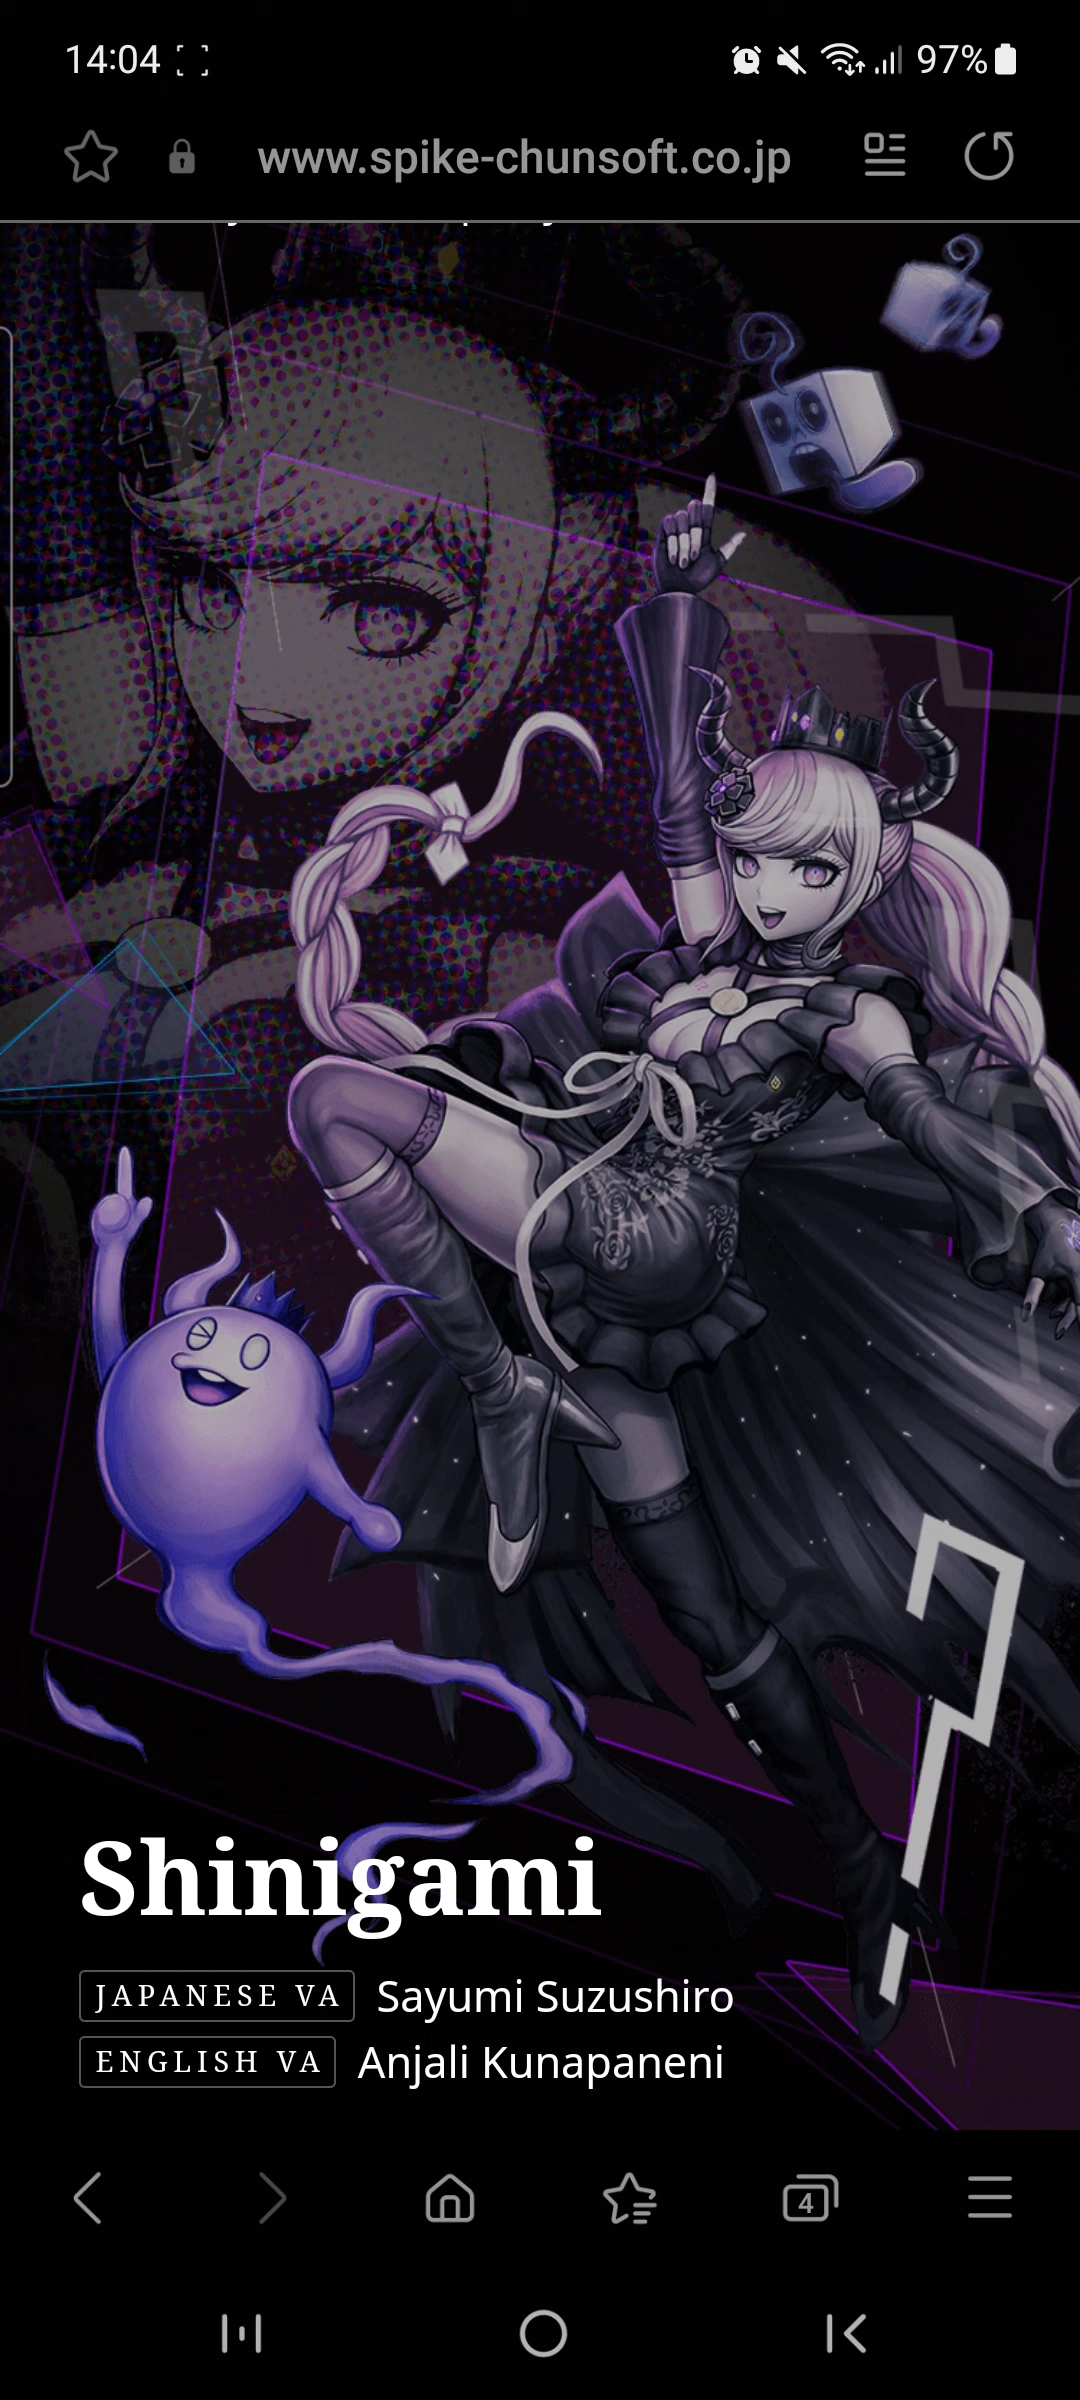 14:04
97%
www.spike-chunsoft.co.jp
Shinigami
JAPANESE VA Sayumi Suzushiro
ENGLISH VA Anjali Kunapaneni
4